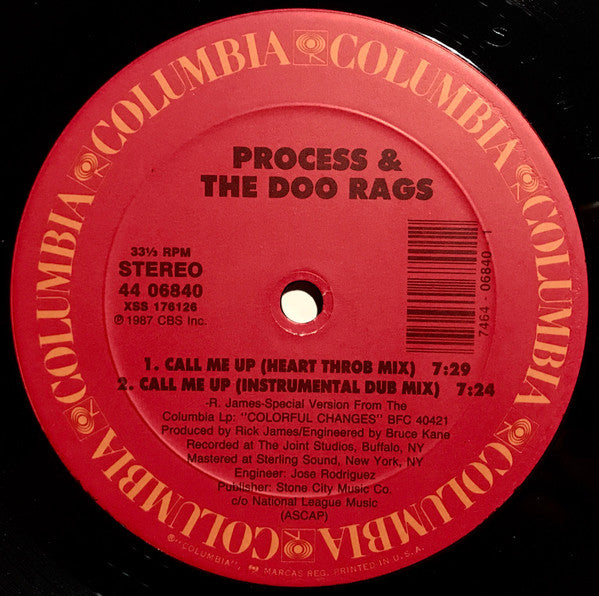 COLUMBIA COLUMBIA COLUMBIA COLUMBIA COLUMBIA COLUMBIA COLUMBIA COLUMBIA
PROCESS &
THE DOO RAGS
33⅓ RPM
STEREO
44 06840
XSS 176126
℗ 1987 CBS Inc.
7464 - 06840 1
1. CALL ME UP (HEART THROB MIX) 7:29
2. CALL ME UP (INSTRUMENTAL DUB MIX) 7:24
-R. James-Special Version From The
Columbia Lp: "COLORFUL CHANGES" BFC 40421
Produced by Rick James/Engineered by Bruce Kane
Recorded at The Joint Studios, Buffalo, NY
Mastered at Sterling Sound, New York, NY
Engineer: Jose Rodriguez
Publisher: Stone City Music Co.
c/o National League Music
(ASCAP)
®-"COLUMBIA", MARCAS REG. PRINTED IN U.S.A.